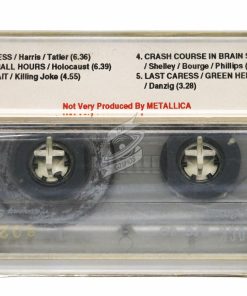 ESS / Harris / Tatler (6.36)
ALL HOURS / Holocaust (6.39)
AIT / Killing Joke (4.55)
4. CRASH COURSE IN BRAIN S
/ Shelley / Bourge / Phillips (
5. LAST CARESS / GREEN HE
/ Danzig (3.28)
Not Very Produced By METALLICA